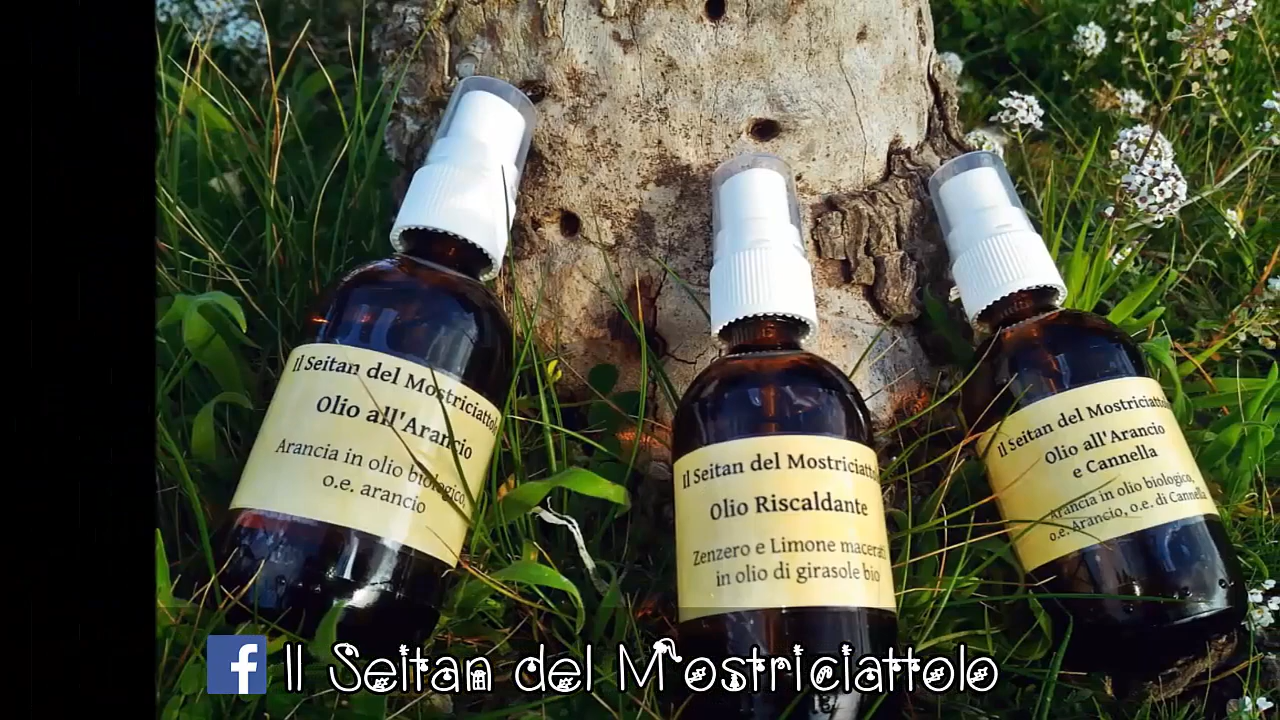 Il Seitan del Mostriciattolo
Olio all'Arancio
Arancia in olio biologico,
o.e. arancio
Il Seitan del Mostriciatto
Olio Riscaldante
Zenzero e Limone macerati
in olio di girasole bio
Il Seitan del Mostriciattol
Olio all'Arancio
e Cannella
Arancia in olio biologico,
o.e. Arancio, o.e. di Cannella
f Il Seitan del Mostriciattolo